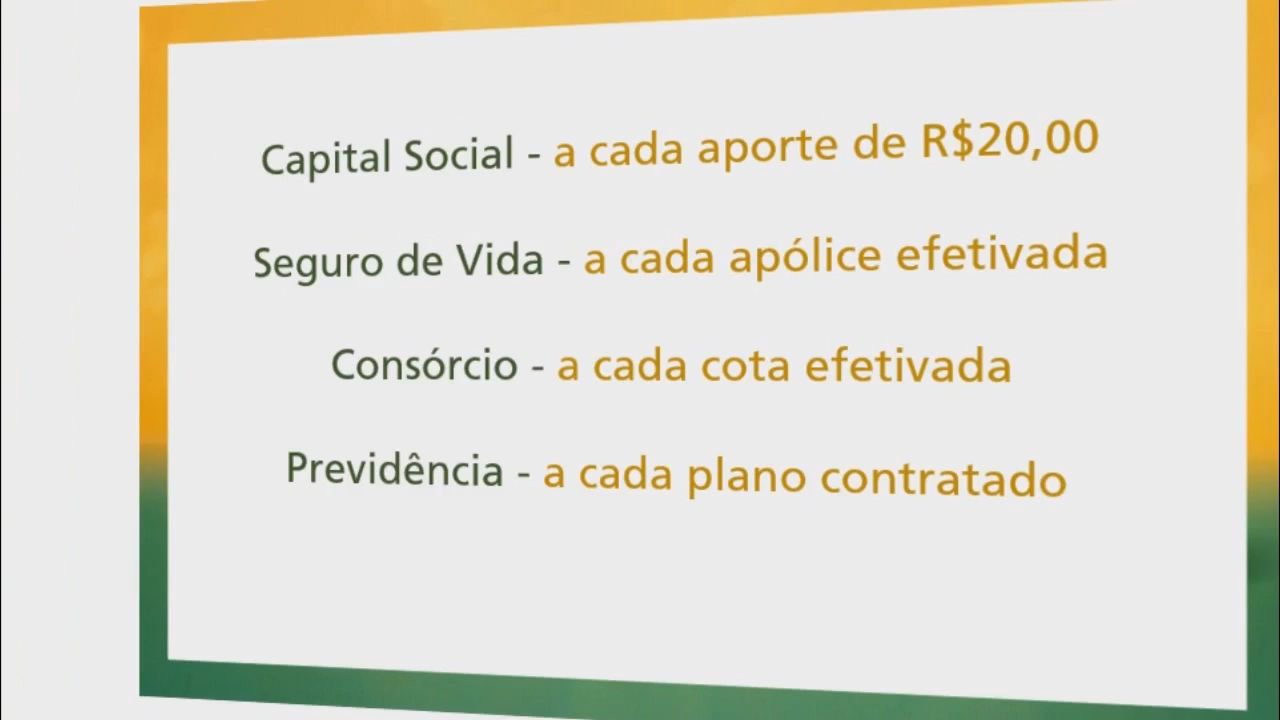 Capital Social - a cada aporte de R$20,00
Seguro de Vida - a cada apólice efetivada
Consórcio - a cada cota efetivada
Previdência - a cada plano contratado